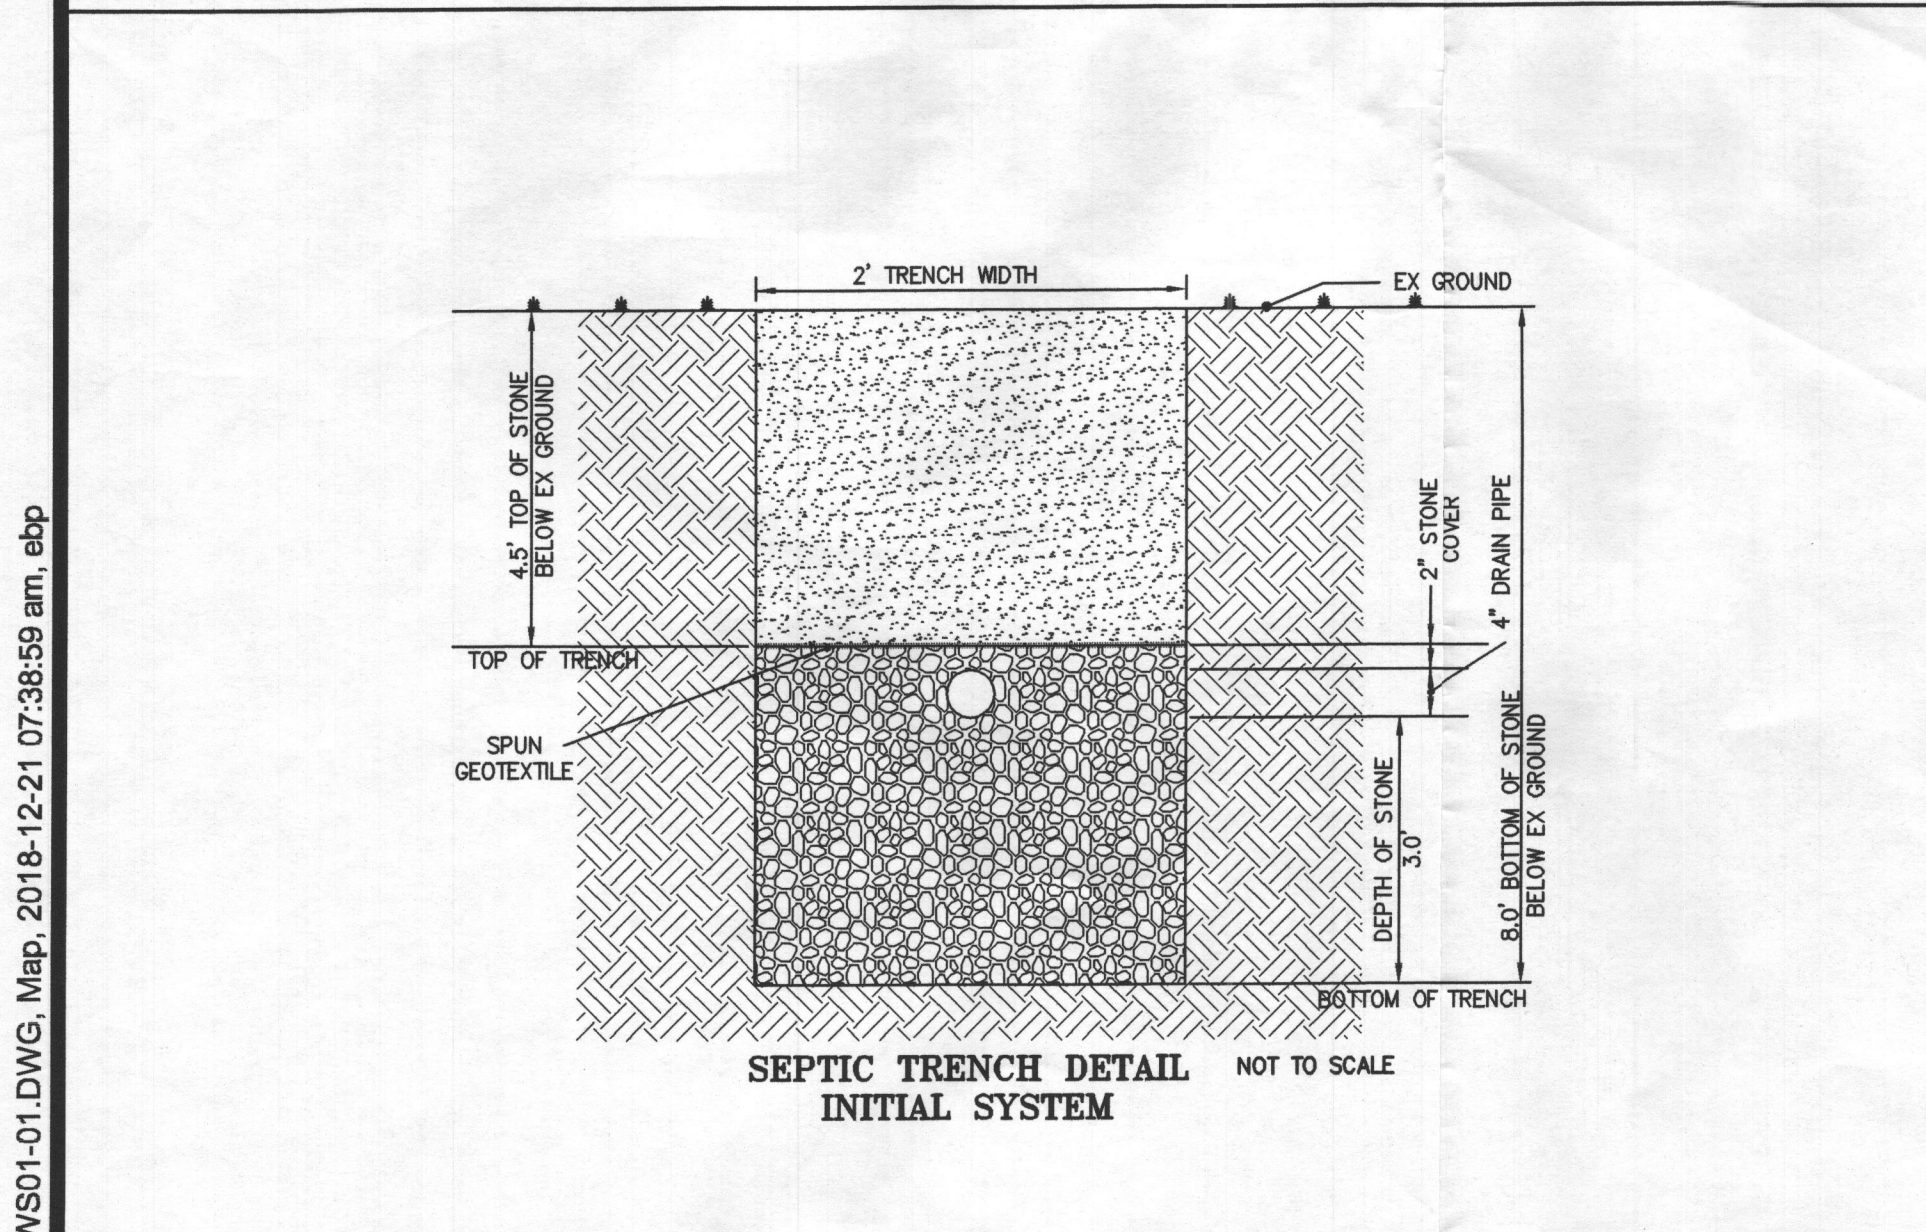 2' TRENCH WIDTH
EX GROUND
4.5' TOP OF STONE
BELOW EX GROUND
2" STONE
COVER
4" DRAIN PIPE
TOP OF TRENCH
SPUN
GEOTEXTILE
DEPTH OF STONE
3.0'
8.0' BOTTOM OF STONE
BELOW EX GROUND
BOTTOM OF TRENCH
SEPTIC TRENCH DETAIL
NOT TO SCALE
INITIAL SYSTEM
WS01-01.DWG, Map, 2018-12-21 07:38:59 am, ebp